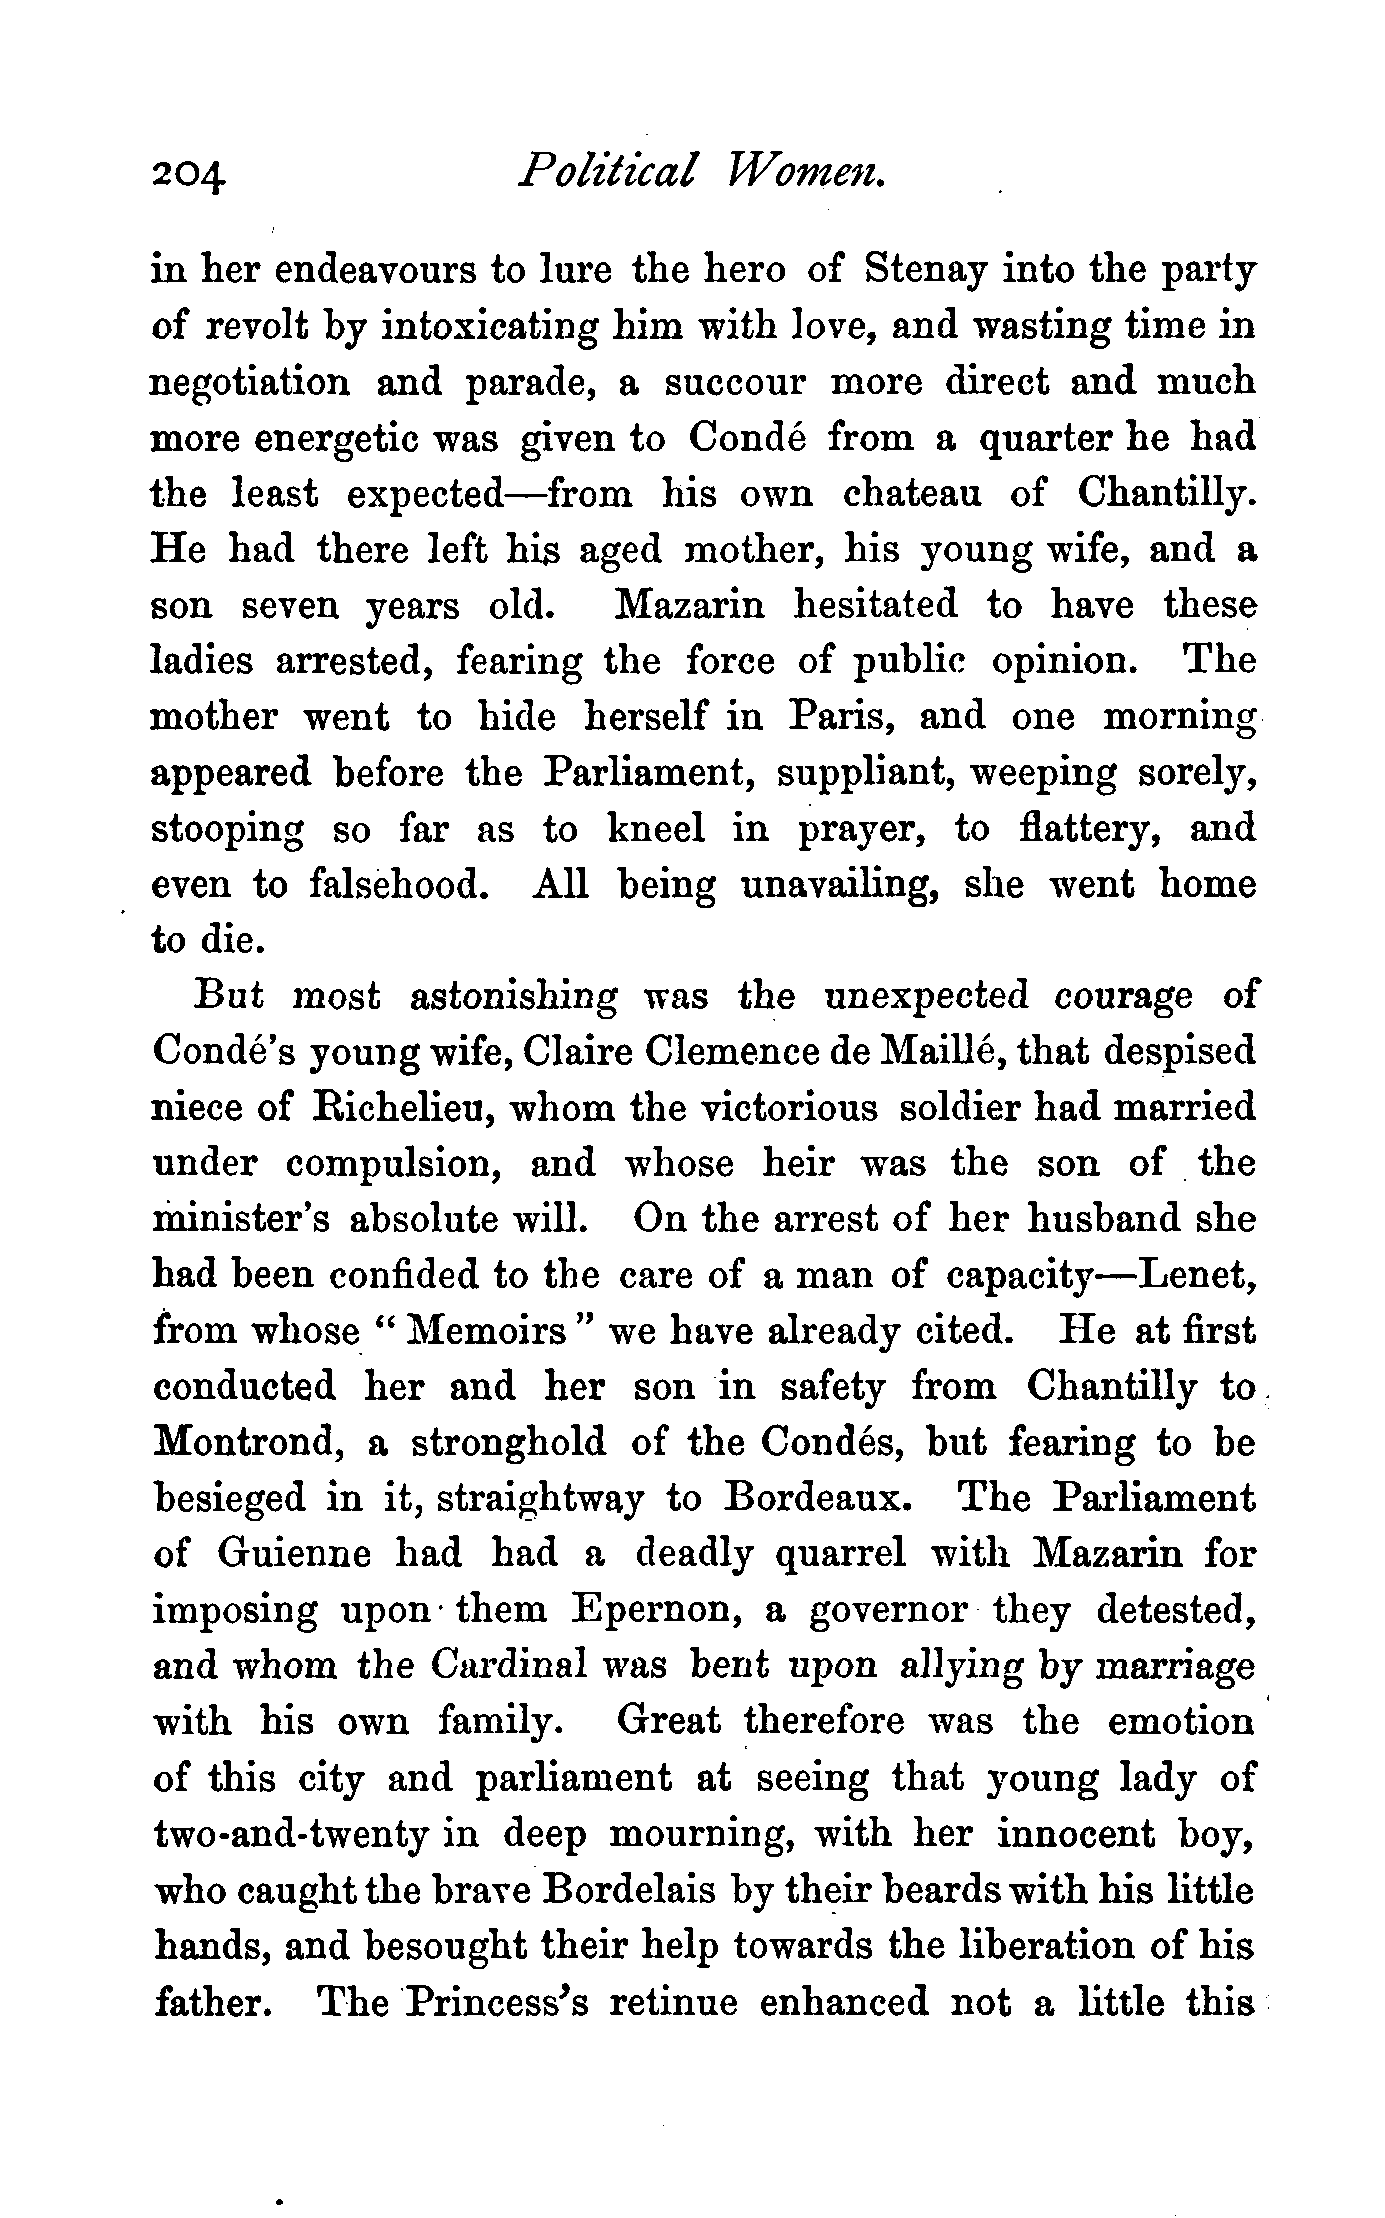 204 Political Women.
in her endeavours to lure the hero of Stenay into the party
of revolt by intoxicating him with love, and wasting time in
negotiation and parade, a succour more direct and much
more energetic was given to Condé from a quarter he had
the least expected—from his own chateau of Chantilly.
He had there left his aged mother, his young wife, and a
son seven years old. Mazarin hesitated to have these
ladies arrested, fearing the force of public opinion. The
mother went to hide herself in Paris, and one morning
appeared before the Parliament, suppliant, weeping sorely,
stooping so far as to kneel in prayer, to flattery, and
even to falsehood. All being unavailing, she went home
to die.
But most astonishing was the unexpected courage of
Condé's young wife, Claire Clemence de Maillé, that despised
niece of Richelieu, whom the victorious soldier had married
under compulsion, and whose heir was the son of the
minister's absolute will. On the arrest of her husband she
had been confided to the care of a man of capacity—Lenet,
from whose “ Memoirs ” we have already cited. He at first
conducted her and her son in safety from Chantilly to
Montrond, a stronghold of the Condés, but fearing to be
besieged in it, straightway to Bordeaux. The Parliament
of Guienne had had a deadly quarrel with Mazarin for
imposing upon them Epernon, a governor they detested,
and whom the Cardinal was bent upon allying by marriage
with his own family. Great therefore was the emotion
of this city and parliament at seeing that young lady of
two-and-twenty in deep mourning, with her innocent boy,
who caught the brave Bordelais by their beards with his little
hands, and besought their help towards the liberation of his
father. The Princess's retinue enhanced not a little this